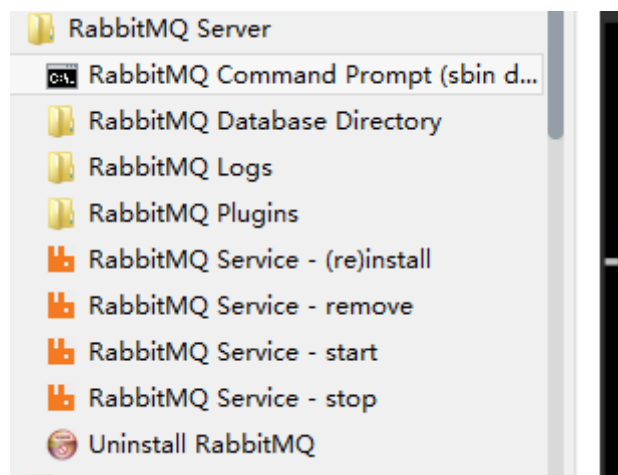 RabbitMQ Server
RabbitMQ Command Prompt (sbin d...
RabbitMQ Database Directory
RabbitMQ Logs
RabbitMQ Plugins
RabbitMQ Service - (re)install
RabbitMQ Service - remove
RabbitMQ Service - start
RabbitMQ Service - stop
Uninstall RabbitMQ